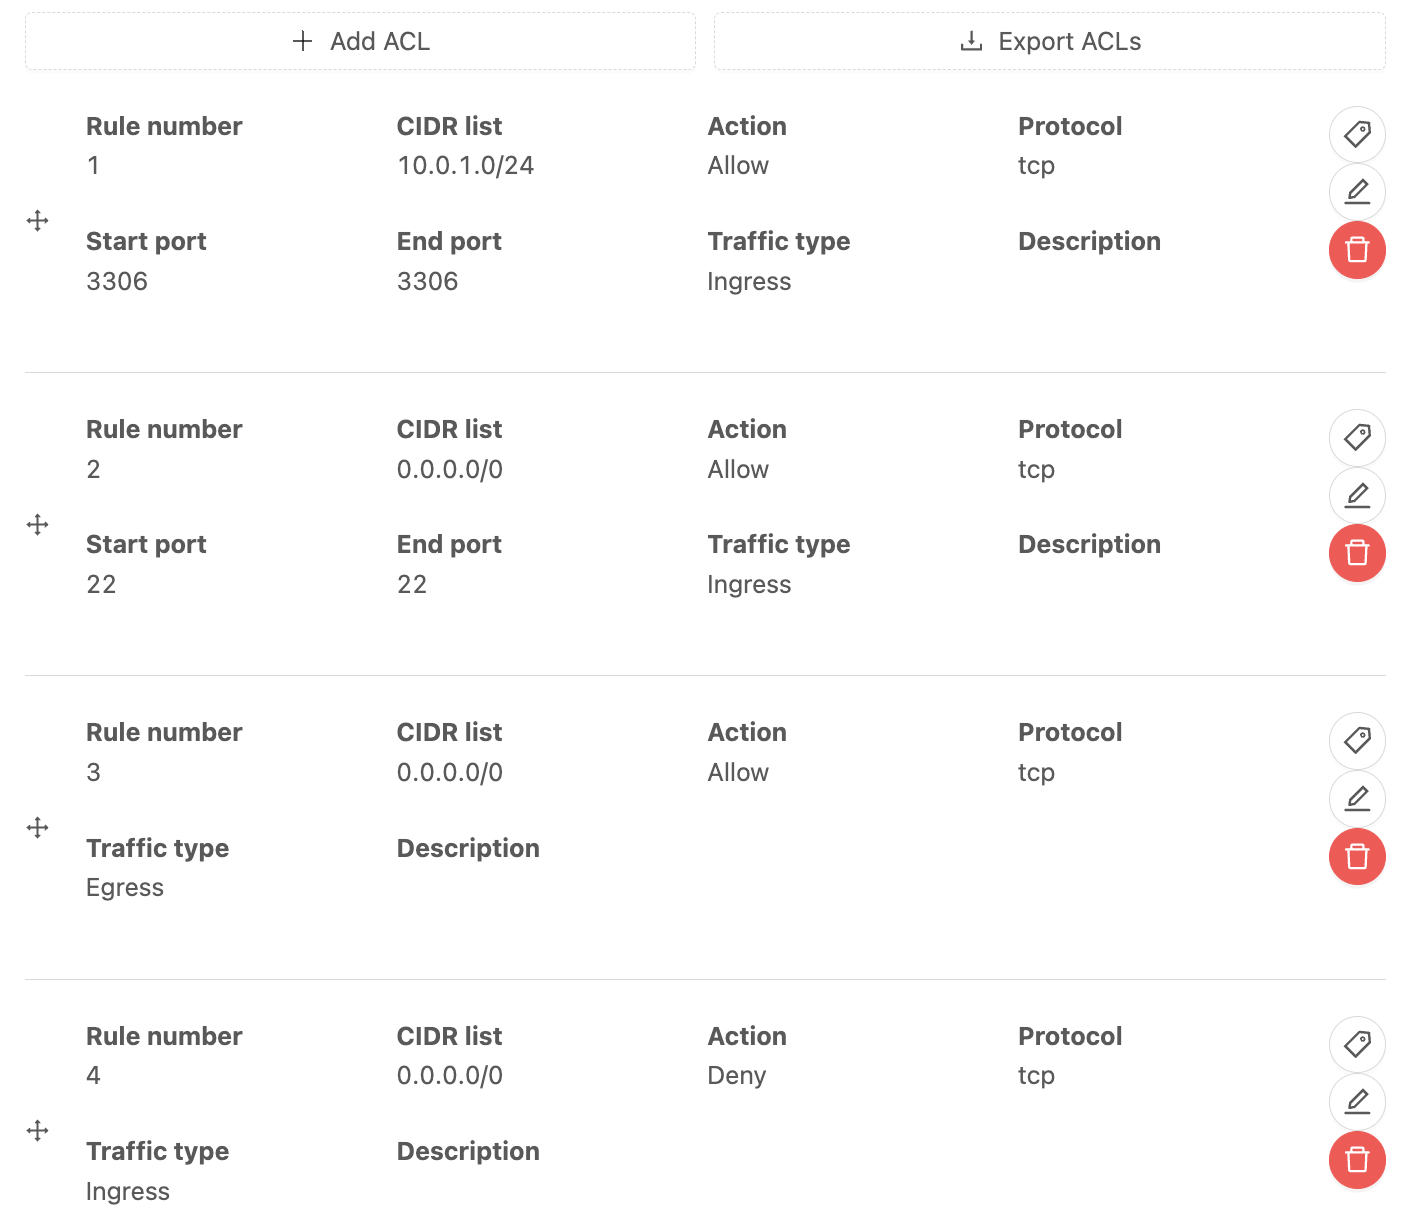 Add ACL
Export ACLs
Rule number CIDR list Action Protocol
1 10.0.1.0/24 Allow tcp
Start port End port Traffic type Description
3306 3306 Ingress
Rule number CIDR list Action Protocol
2 0.0.0.0/0 Allow tcp
Start port End port Traffic type Description
22 22 Ingress
Rule number CIDR list Action Protocol
3 0.0.0.0/0 Allow tcp
Traffic type Description
Egress
Rule number CIDR list Action Protocol
4 0.0.0.0/0 Deny tcp
Traffic type Description
Ingress